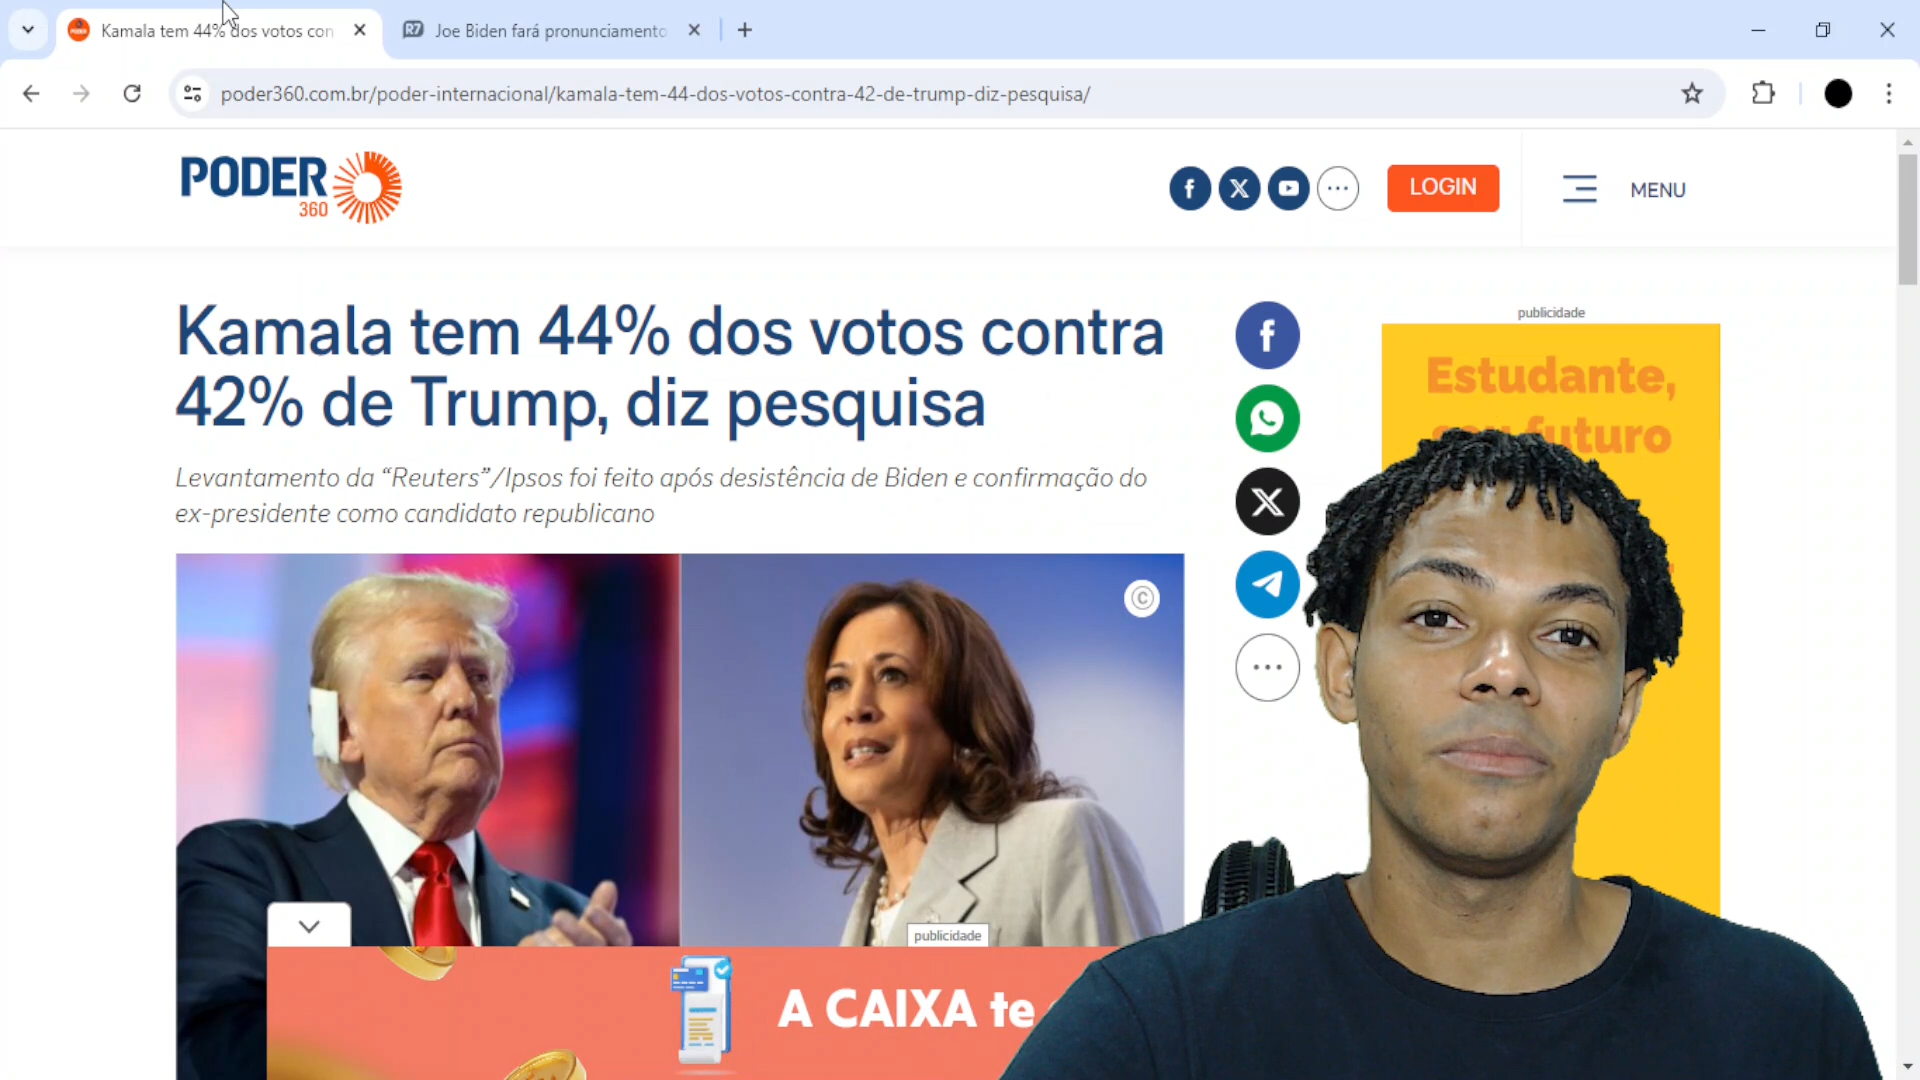 Kamala tem 44% dos votos con
R7
Joe Biden fará pronunciamento
poder360.com.br/poder-internacional/kamala-tem-44-dos-votos-contra-42-de-trump-diz-pesquisa/
PODER
360
LOGIN
MENU
Kamala tem 44% dos votos contra
42% de Trump, diz pesquisa
Levantamento da “Reuters”/Ipsos foi feito após desistência de Biden e confirmação do
ex-presidente como candidato republicano
publicidade
Estudante,
seu futuro
publicidade
A CAIXA te